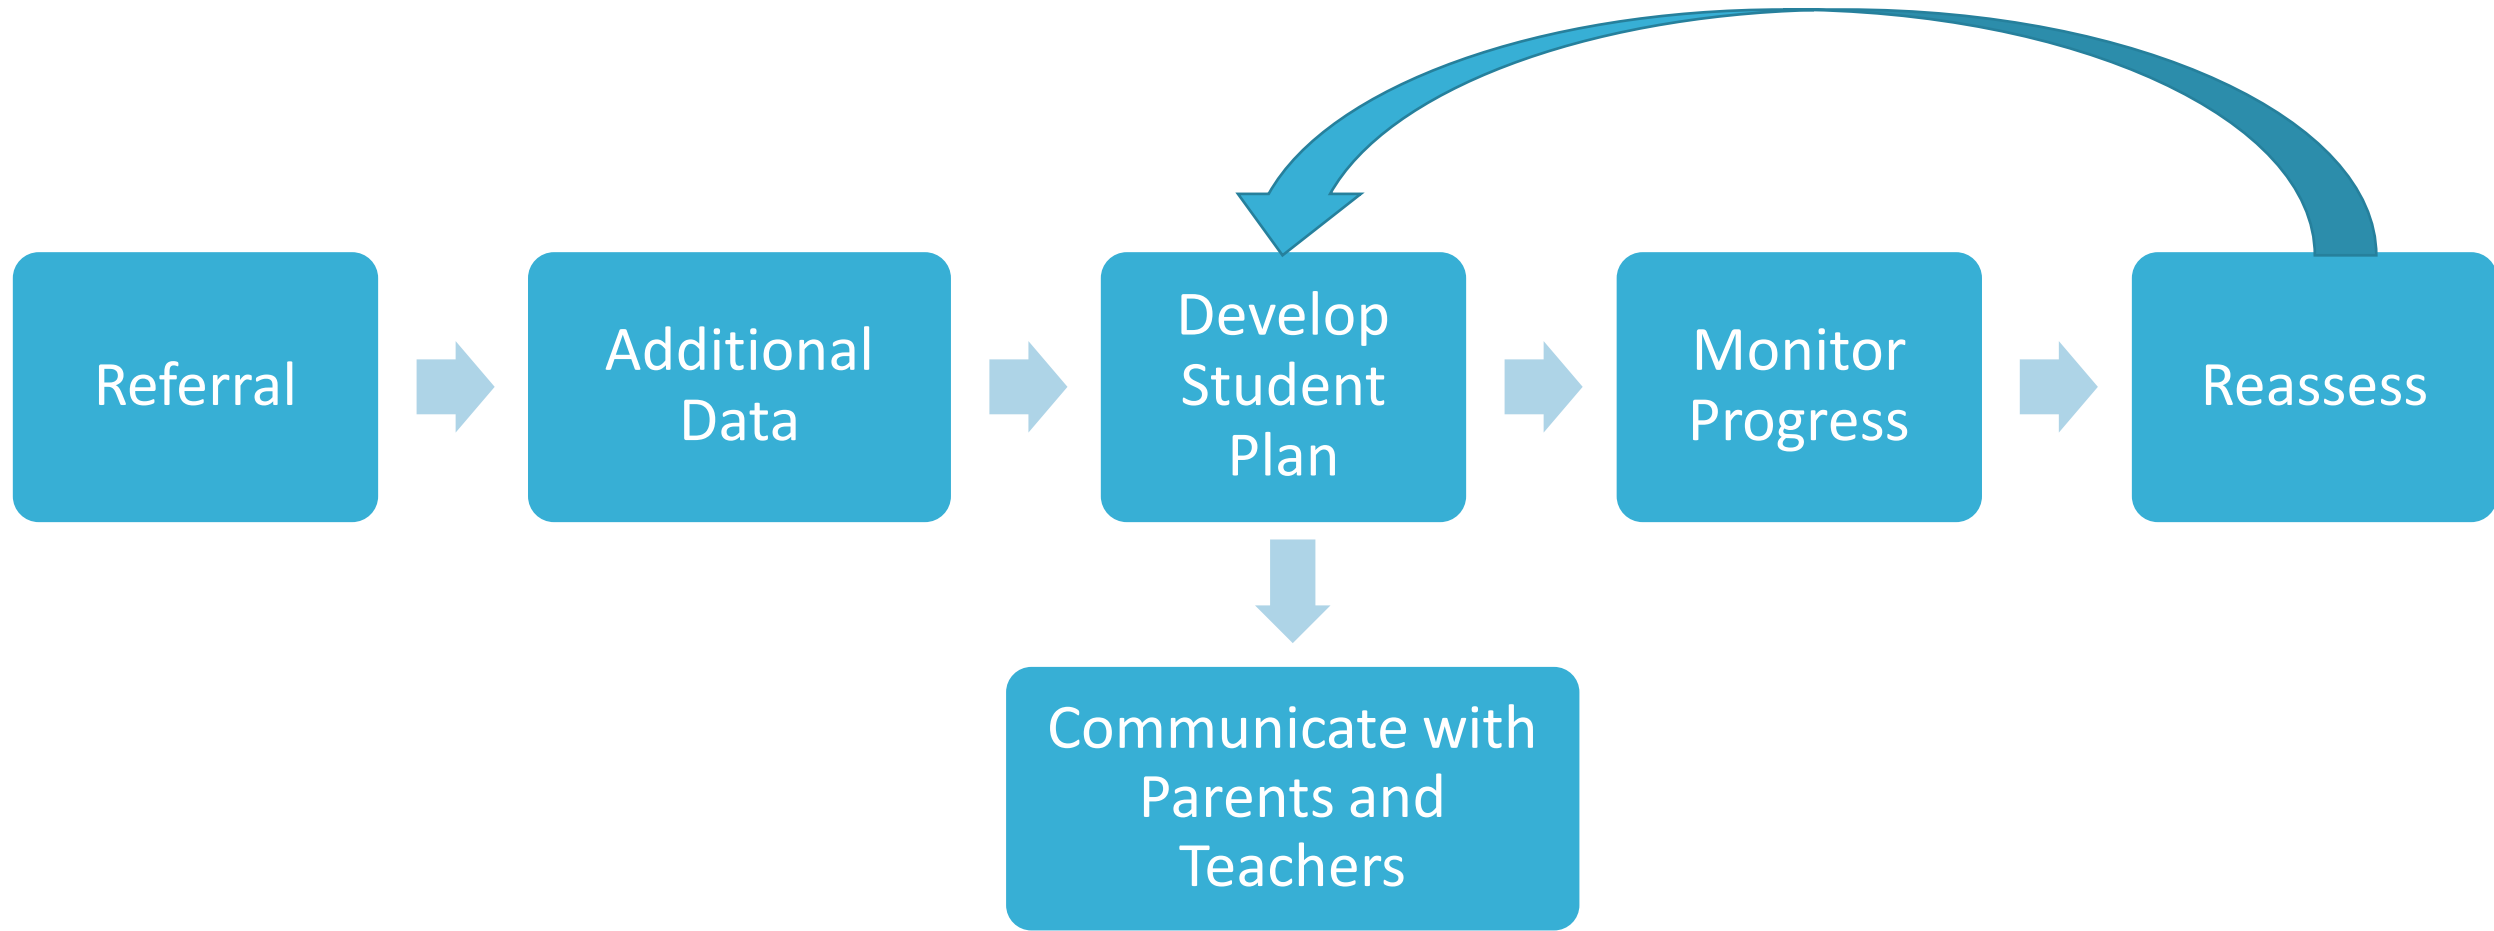 Referral
Additional
Data
Develop
Student
Plan
Monitor
Progress
Reassess
Communicate with
Parents and
Teachers